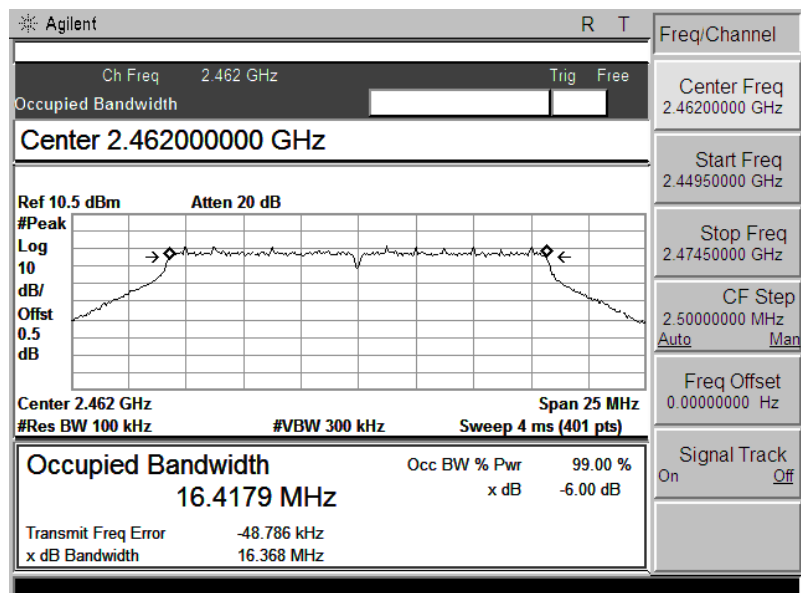 Agilent R T
Ch Freq 2.462 GHz Trig Free
Occupied Bandwidth
Center 2.462000000 GHz
Ref 10.5 dBm Atten 20 dB
#Peak
Log
10
dB/
Offst
0.5
dB
Center 2.462 GHz Span 25 MHz
#Res BW 100 kHz #VBW 300 kHz Sweep 4 ms (401 pts)
Occupied Bandwidth Occ BW % Pwr 99.00 %
16.4179 MHz x dB -6.00 dB
Transmit Freq Error -48.786 kHz
x dB Bandwidth 16.368 MHz
Freq/Channel
Center Freq
2.46200000 GHz
Start Freq
2.44950000 GHz
Stop Freq
2.47450000 GHz
CF Step
2.50000000 MHz
Auto Man
Freq Offset
0.00000000 Hz
Signal Track
On Off